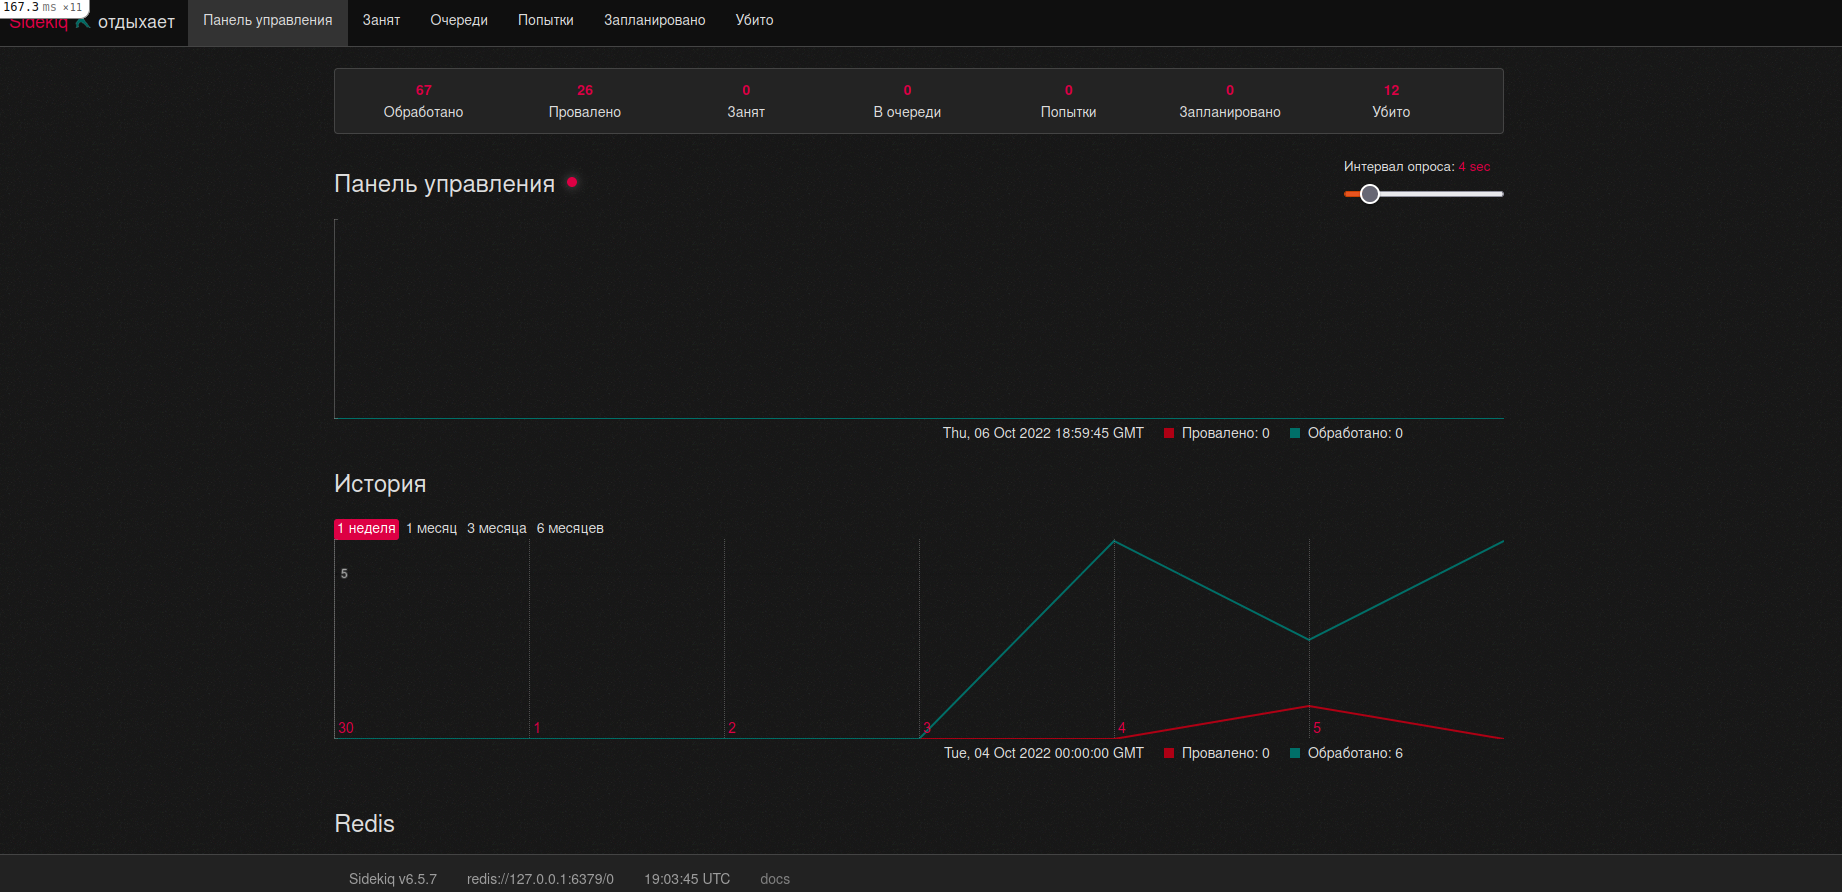 167.3 ms ×11
Sidekiq отдыхает Панель управления Занят Очереди Попытки Запланировано Убито
67 26 0 0 0 0 12
Обработано Провалено Занят В очереди Попытки Запланировано Убито
Интервал опроса: 4 sec
Панель управления
Thu, 06 Oct 2022 18:59:45 GMT Провалено: 0 Обработано: 0
История
1 неделя 1 месяц 3 месяца 6 месяцев
5
30 1 2 3 4 5
Tue, 04 Oct 2022 00:00:00 GMT Провалено: 0 Обработано: 6
Redis
Sidekiq v6.5.7 redis://127.0.0.1:6379/0 19:03:45 UTC docs